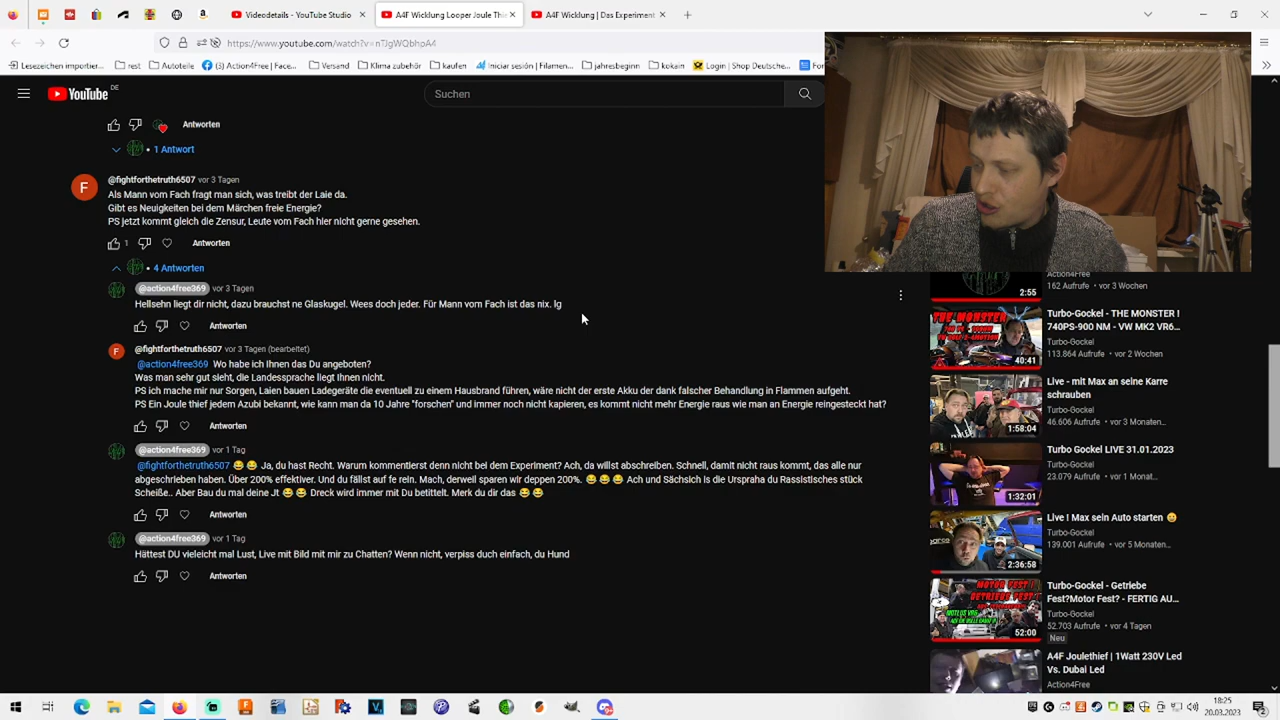 Videodetails - YouTube Studio
A4F Wicklung Looper Joule Thie
A4F Wicklung | Das Experiment
https://www.youtube.com/watch?v=nTJgWQbhpA4
Lesezeichen importier...
rest
Autoteile
(3) Action4Free | Face...
Versand
Klima zubehör
kaufen
Iniciar sesión | Filamen...
jahresbeginn
kokain
Login | Shop Deutsche...
For
YouTube DE
Suchen
Antworten
1 Antwort
F
@fightforthetruth6507 vor 3 Tagen
Als Mann vom Fach fragt man sich, was treibt der Laie da.
Gibt es Neuigkeiten bei dem Märchen freie Energie?
PS jetzt kommt gleich die Zensur, Leute vom Fach hier nicht gerne gesehen.
1 Antworten
4 Antworten
@action4free369 vor 3 Tagen
Hellsehn liegt dir nicht, dazu brauchst ne Glaskugel. Wees doch jeder. Für Mann vom Fach ist das nix. lg
Antworten
F
@fightforthetruth6507 vor 3 Tagen (bearbeitet)
@action4free369 Wo habe ich Ihnen das Du angeboten?
Was man sehr gut sieht, die Landessprache liegt Ihnen nicht.
PS ich mache mir nur Sorgen, Laien bauen Ladegeräte die eventuell zu einem Hausbrand führen, wäre nicht der erste Akku der dank falscher Behandlung in Flammen aufgeht.
PS Ein Joule thief jedem Azubi bekannt, wie kann man da 10 Jahre "forschen" und immer noch nicht kapieren, es kommt nicht mehr Energie raus wie man an Energie reingesteckt hat?
Antworten
@action4free369 vor 1 Tag
@fightforthetruth6507 😂 😂 Ja, du hast Recht. Warum kommentierst denn nicht bei dem Experiment? Ach, da willst abschreiben. Schnell, damit nicht raus kommt, das alle nur
abgeschrieben haben. Über 200% effektiver. Und du thust auf fe rein. Mach, derweil sparen wir deppen 200%. 😂 😂 😂 Ach und Sächsich is die Urspraha du Rassistisches stück
Scheiße.. Aber Bau du mal deine Jt 😂 😂 Dreck wird immer mit Du betittelt. Merk du dir das 😂 😂
Antworten
@action4free369 vor 1 Tag
Hättest DU vieleicht mal Lust, Live mit Bild mit mir zu Chatten? Wenn nicht, verpiss duch einfach, du Hund
Antworten
Action4Free
162 Aufrufe • vor 3 Wochen
2:55
THE MONSTER
Turbo-Gockel - THE MONSTER !
740PS-900 NM - VW MK2 VR6...
Turbo-Gockel
113.864 Aufrufe • vor 2 Wochen
40:41
Live - mit Max an seine Karre
schrauben
Turbo-Gockel
46.606 Aufrufe • vor 3 Monaten...
1:58:04
Turbo Gockel LIVE 31.01.2023
Turbo-Gockel
23.079 Aufrufe • vor 1 Monat...
1:32:01
Live ! Max sein Auto starten
Turbo-Gockel
139.001 Aufrufe • vor 5 Monaten...
2:36:58
MOTOR FEST !
GETRIEBE FEST?
Turbo-Gockel - Getriebe
Fest?Motor Fest? - FERTIG AU...
Turbo-Gockel
52.703 Aufrufe • vor 4 Tagen
52:00
Neu
A4F Joulethief | 1Watt 230V Led
Vs. Dubai Led
Action4Free
18:25
20.03.2023